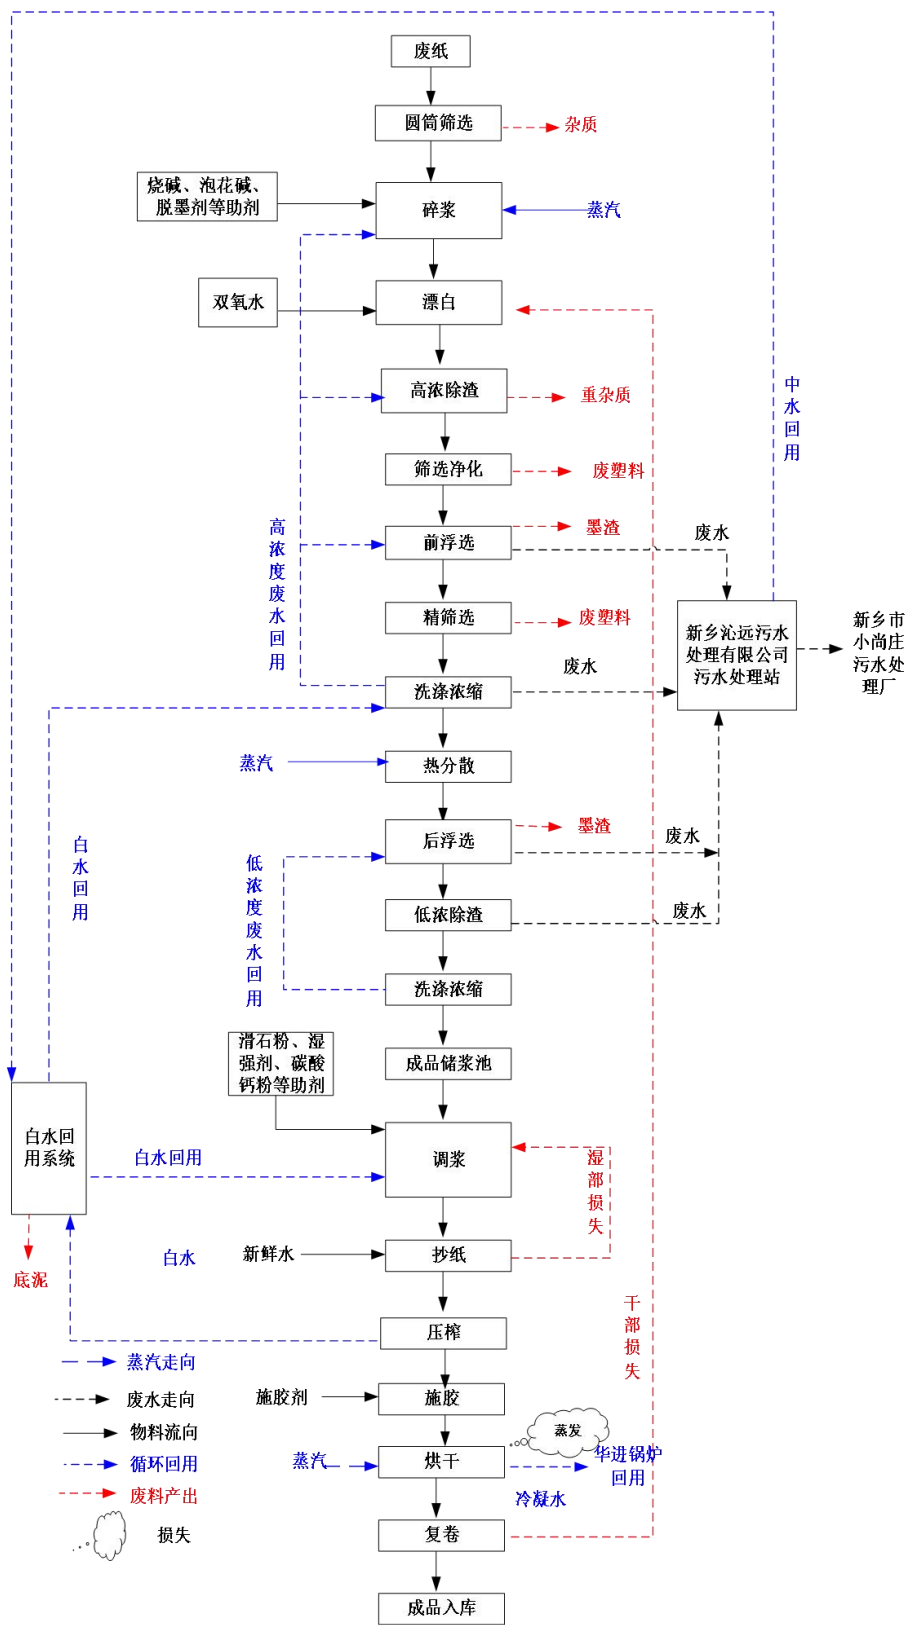 废纸
圆筒筛选
杂质
烧碱、泡花碱、
脱墨剂等助剂
碎浆
蒸汽
双氧水
漂白
高浓除渣
重杂质
中水回用
筛选净化
废塑料
高浓度废水回用
前浮选
墨渣
废水
精筛选
废塑料
新乡沁远污水
处理有限公司
污水处理站
新乡市
小尚庄
污水处
理厂
洗涤浓缩
废水
蒸汽
热分散
白水回用
后浮选
墨渣
废水
低浓度废水回用
低浓除渣
废水
洗涤浓缩
滑石粉、湿
强剂、碳酸
钙粉等助剂
成品储浆池
白水回
用系统
白水回用
调浆
湿部损失
底泥
白水
新鲜水
抄纸
干部损失
压榨
蒸汽走向
废水走向
施胶剂
施胶
物料流向
蒸发
循环回用
蒸汽
烘干
华进锅炉
回用
冷凝水
废料产出
损失
复卷
成品入库